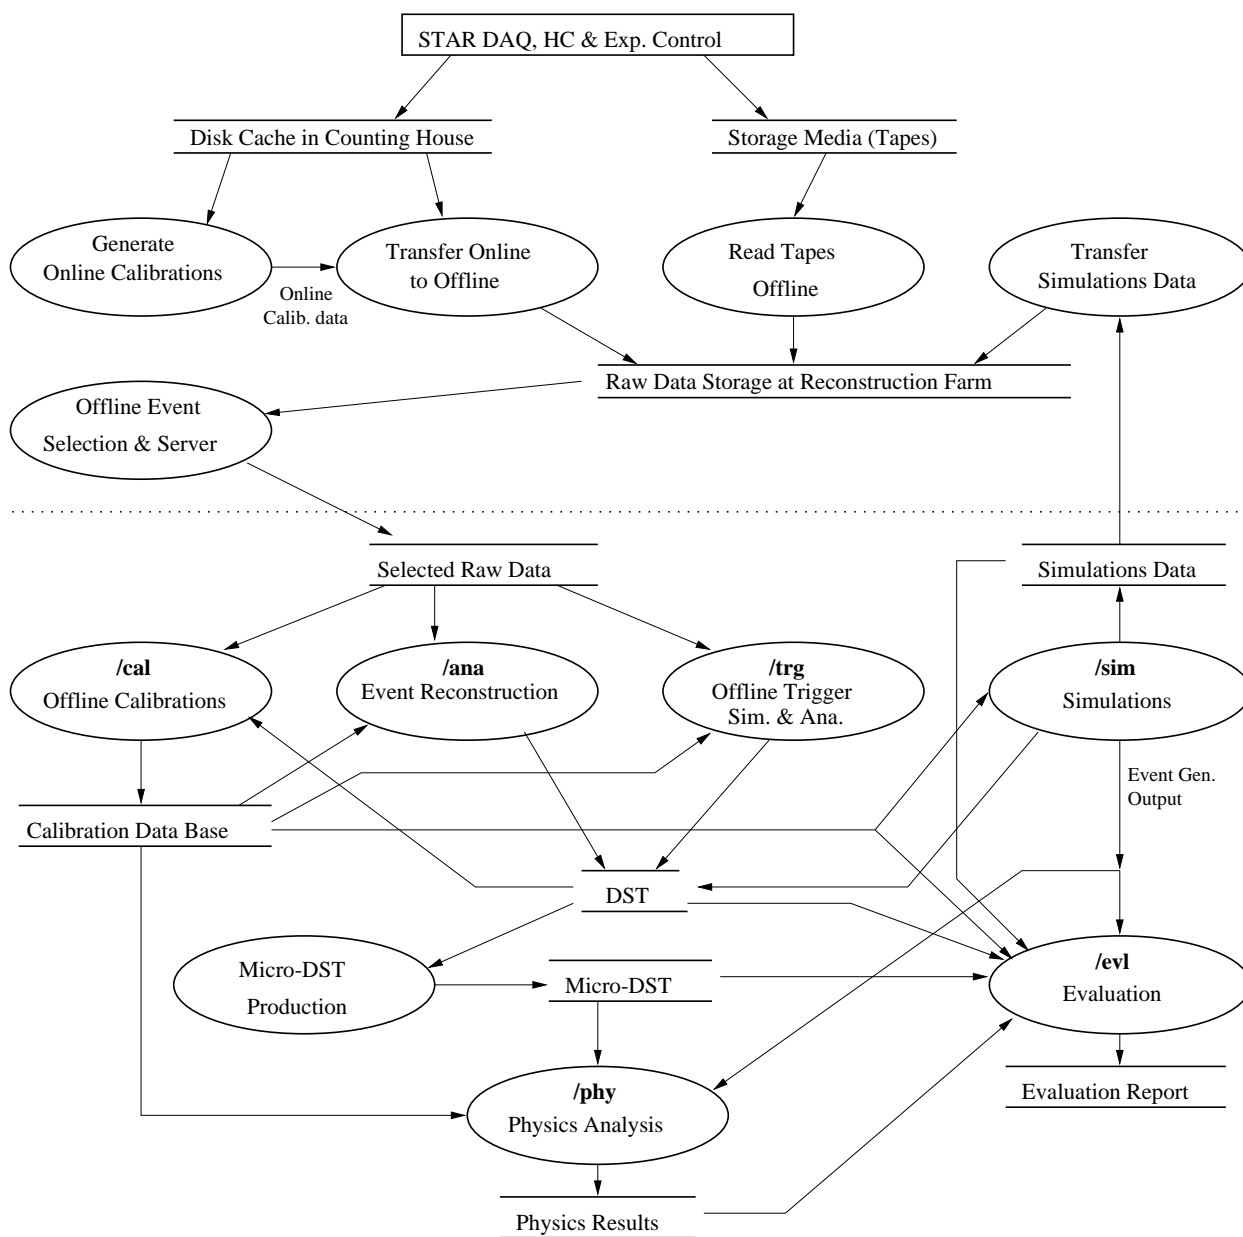 STAR DAQ, HC & Exp. Control
Disk Cache in Counting House
Storage Media (Tapes)
Generate
Online Calibrations
Online
Calib. data
Transfer Online
to Offline
Read Tapes
Offline
Transfer
Simulations Data
Raw Data Storage at Reconstruction Farm
Offline Event
Selection & Server
Selected Raw Data
Simulations Data
/cal
Offline Calibrations
/ana
Event Reconstruction
/trg
Offline Trigger
Sim. & Ana.
/sim
Simulations
Event Gen.
Output
Calibration Data Base
DST
Micro-DST
Production
Micro-DST
/evl
Evaluation
/phy
Physics Analysis
Evaluation Report
Physics Results